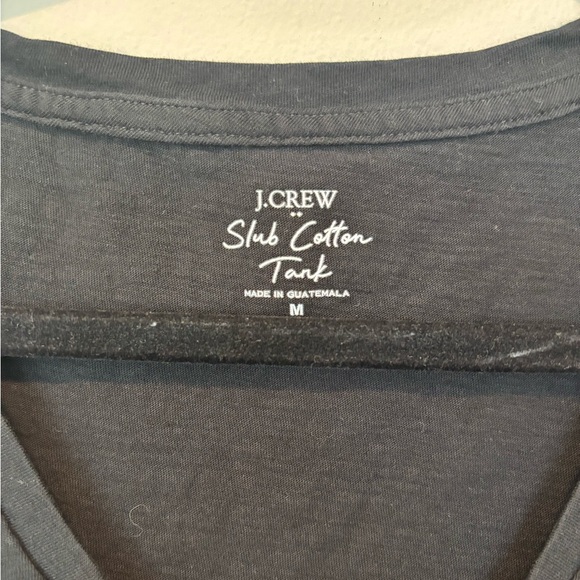 J.CREW
Slub Cotton
Tank
MADE IN GUATEMALA
M